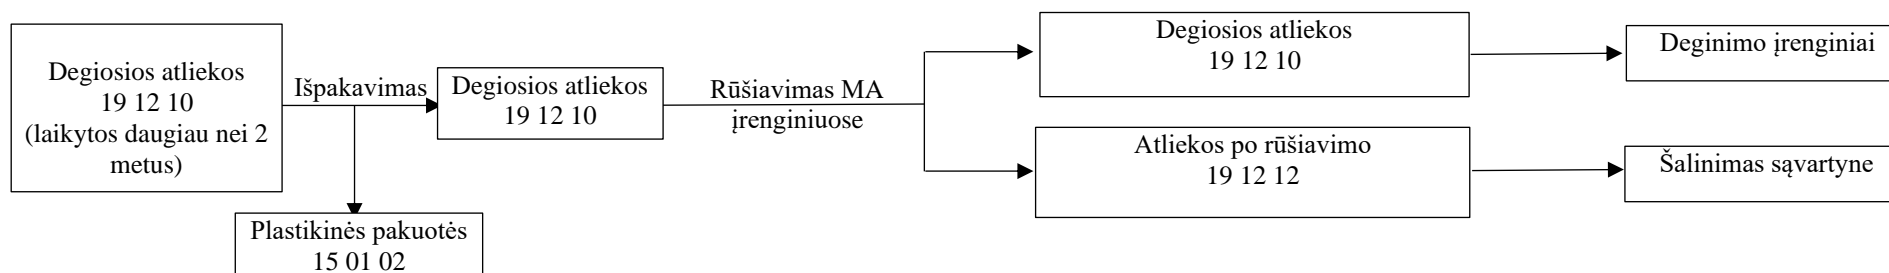 Degiosios atliekos
19 12 10
(laikytos daugiau nei 2
metus)
Išpakavimas
Plastikinės pakuotės
15 01 02
Degiosios atliekos
19 12 10
Rūšiavimas MA
įrenginiuose
Degiosios atliekos
19 12 10
Deginimo įrenginiai
Atliekos po rūšiavimo
19 12 12
Šalinimas sąvartyne